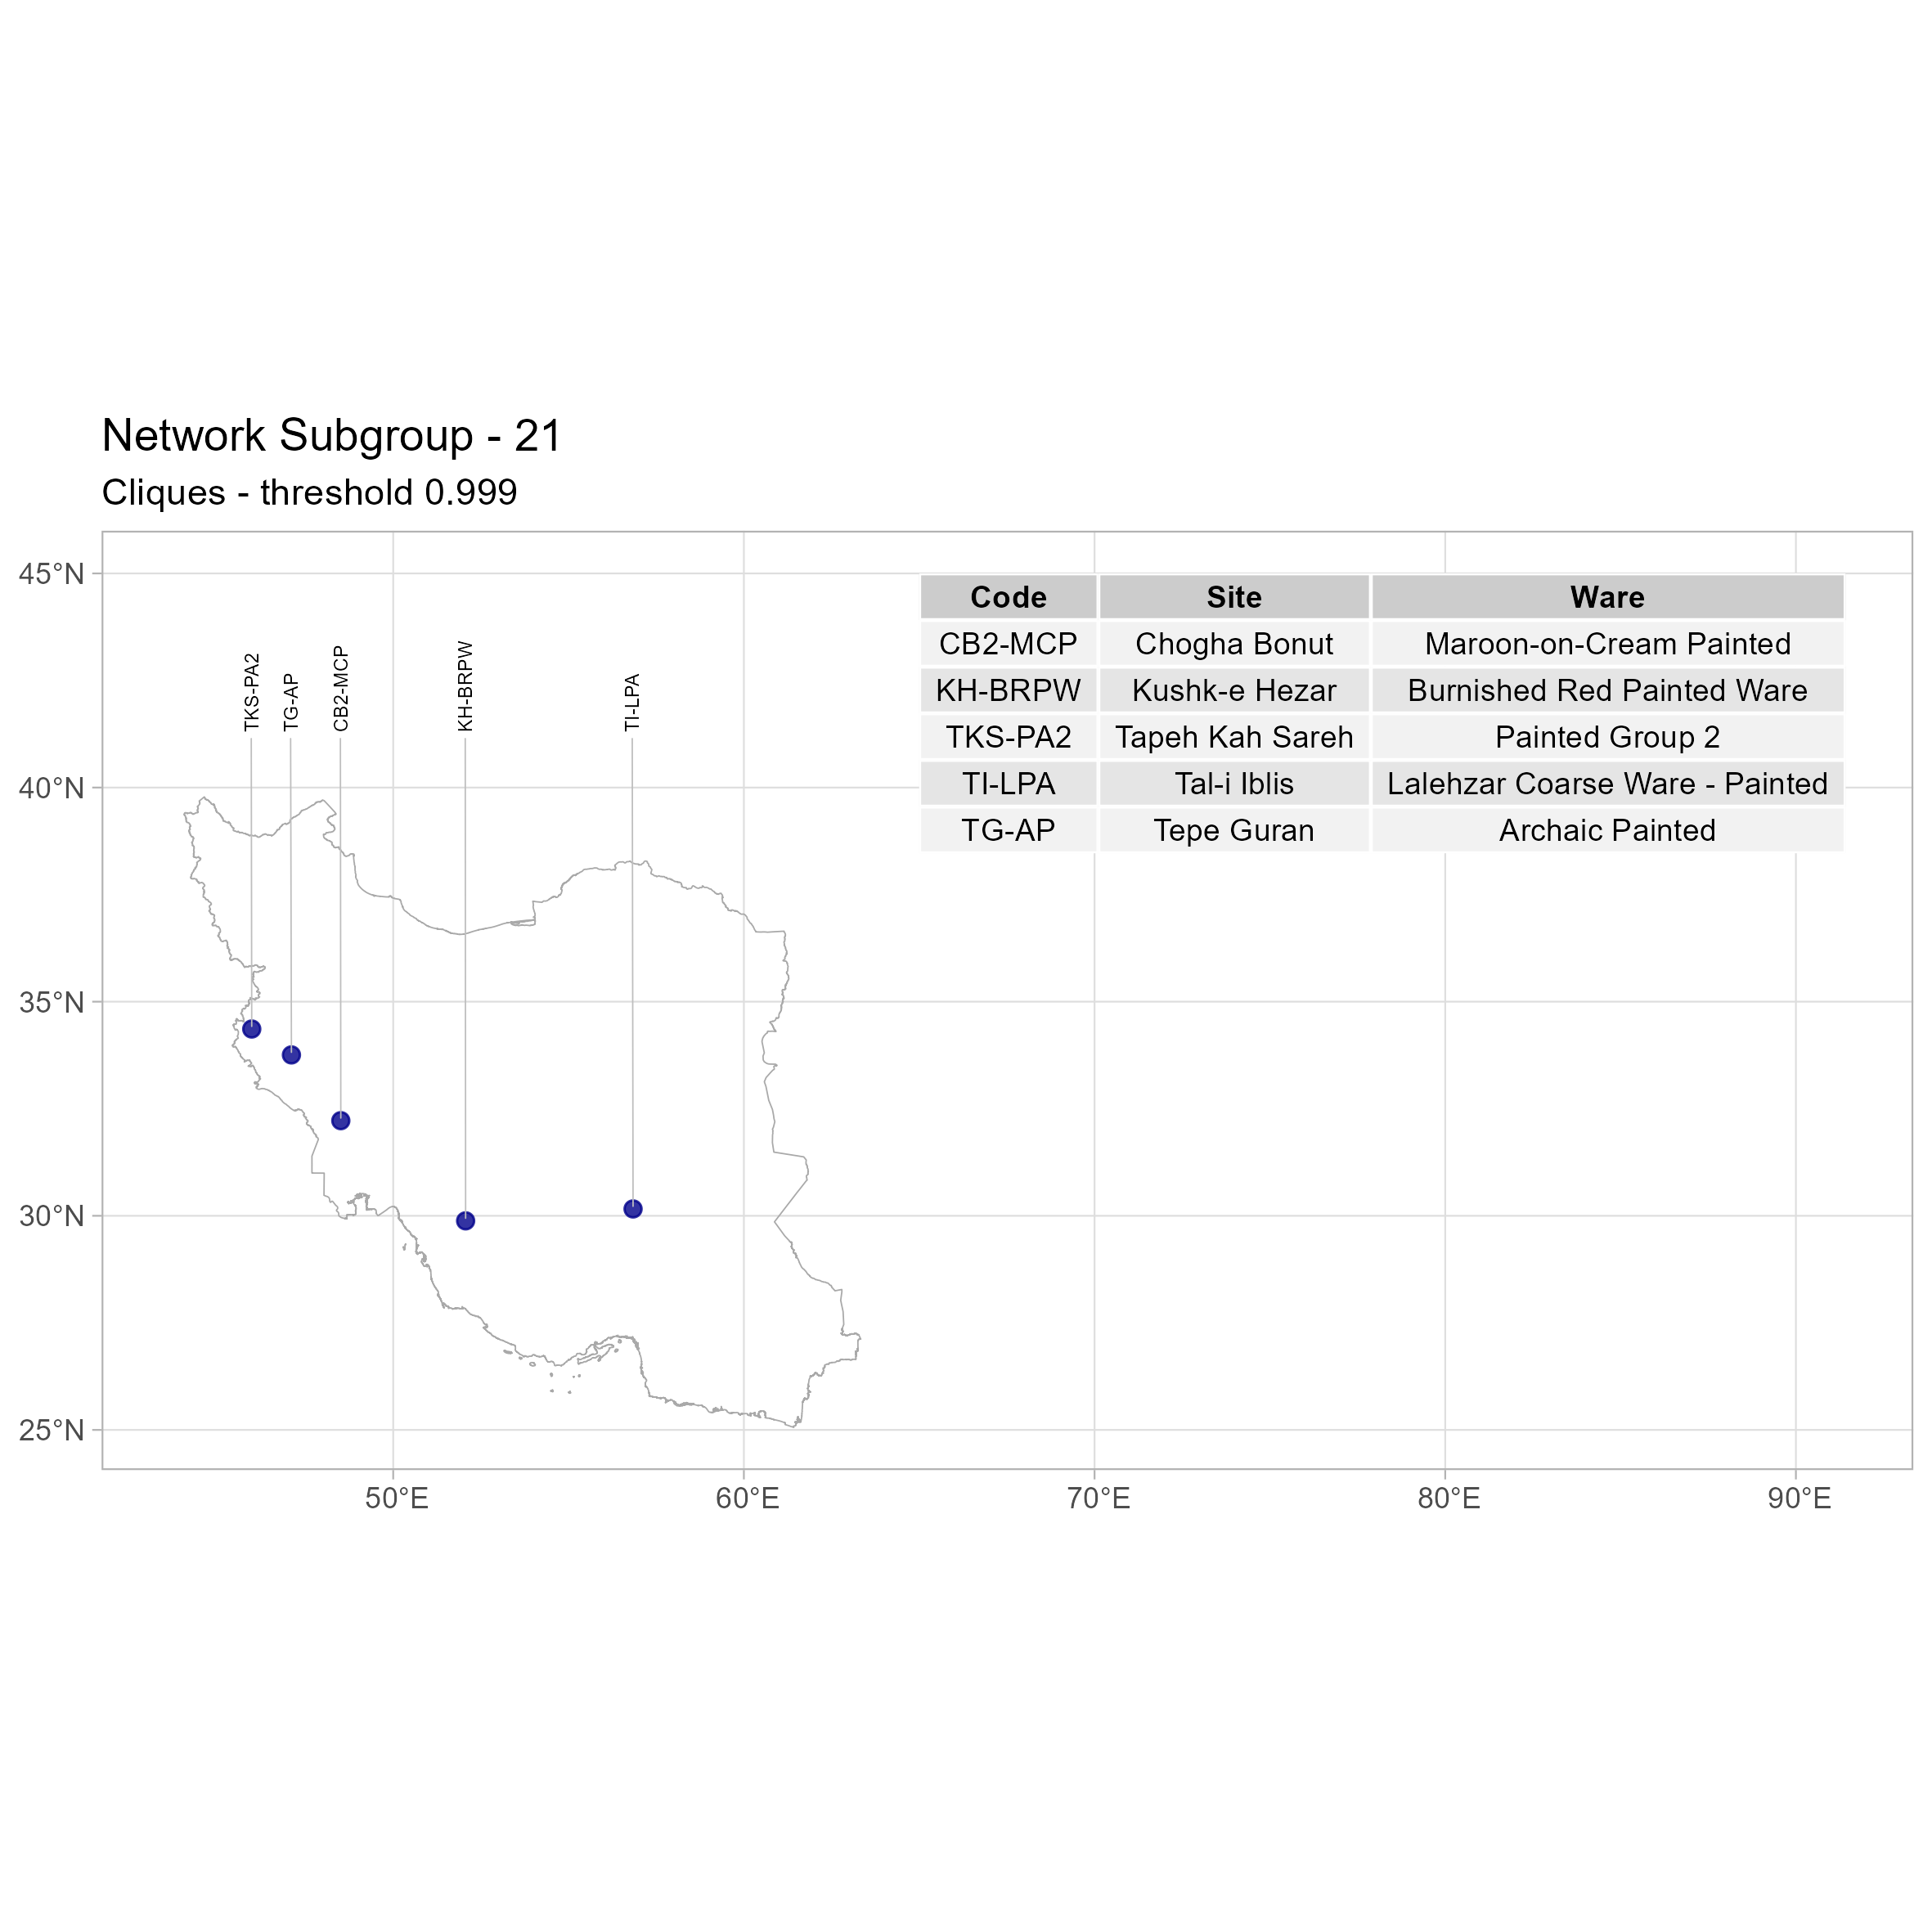 Network Subgroup - 21
Cliques - threshold 0.999
45°N
40°N
35°N
30°N
25°N
TKS-PA2
TG-AP
CB2-MCP
KH-BRPW
TI-LPA
Code Site Ware
CB2-MCP Chogha Bonut Maroon-on-Cream Painted
KH-BRPW Kushk-e Hezar Burnished Red Painted Ware
TKS-PA2 Tapeh Kah Sareh Painted Group 2
TI-LPA Tal-i Iblis Lalehzar Coarse Ware - Painted
TG-AP Tepe Guran Archaic Painted
50°E 60°E 70°E 80°E 90°E